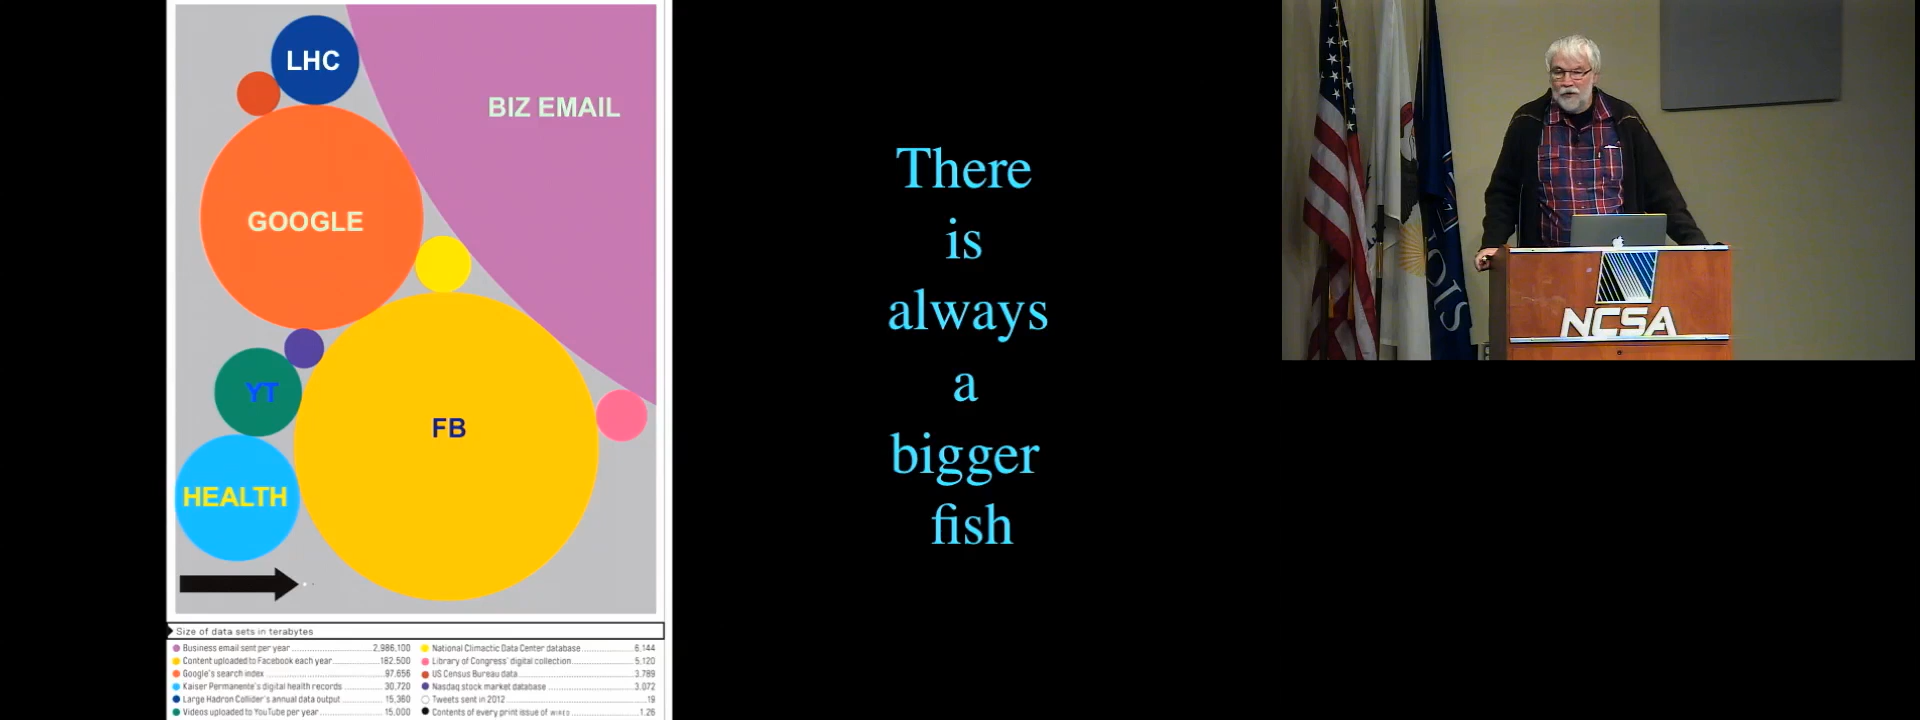 LHC
BIZ EMAIL
GOOGLE
YT
FB
HEALTH
Size of data sets in terabytes
Business email sent per year 2,986,100
Content uploaded to Facebook each year 182,500
Google's search index 97,656
Kaiser Permanente's digital health records 30,720
Large Hadron Collider's annual data output 15,360
Videos uploaded to YouTube per year 15,000
National Climactic Data Center database 6,144
Library of Congress' digital collection 5,120
US Census Bureau data 3,789
Nasdaq stock market database 3,072
Tweets sent in 2012 19
Contents of every print issue of WIRED 1.26
There
is
always
a
bigger
fish
NCSA